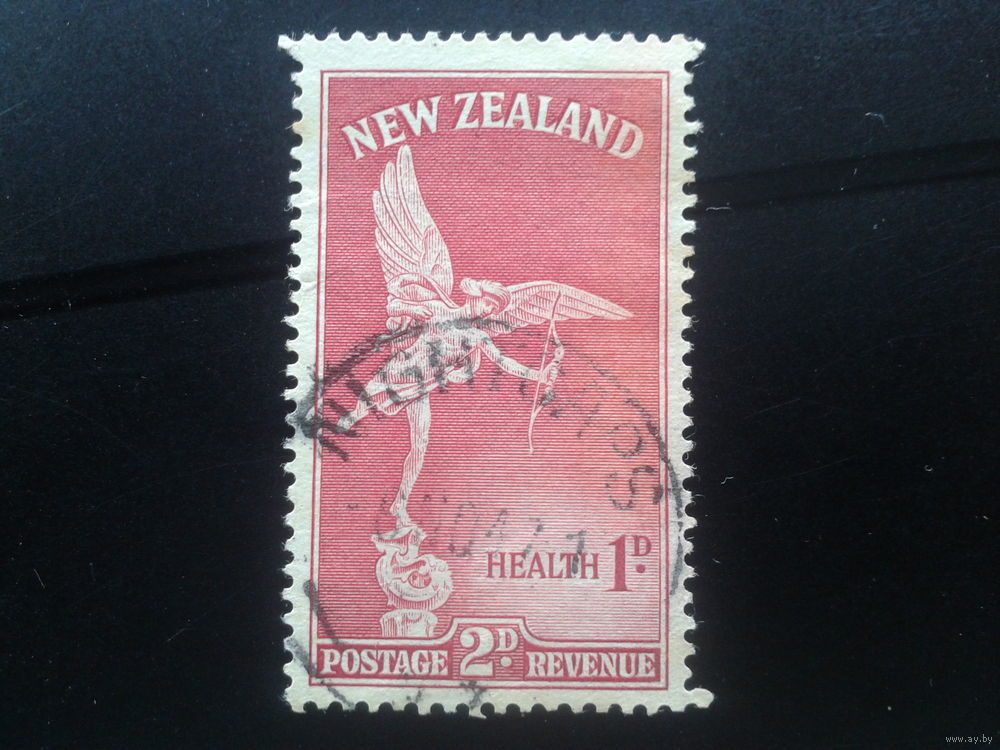 NEW ZEALAND
HEALTH 1D.
POSTAGE 2D. REVENUE
www.ay.by